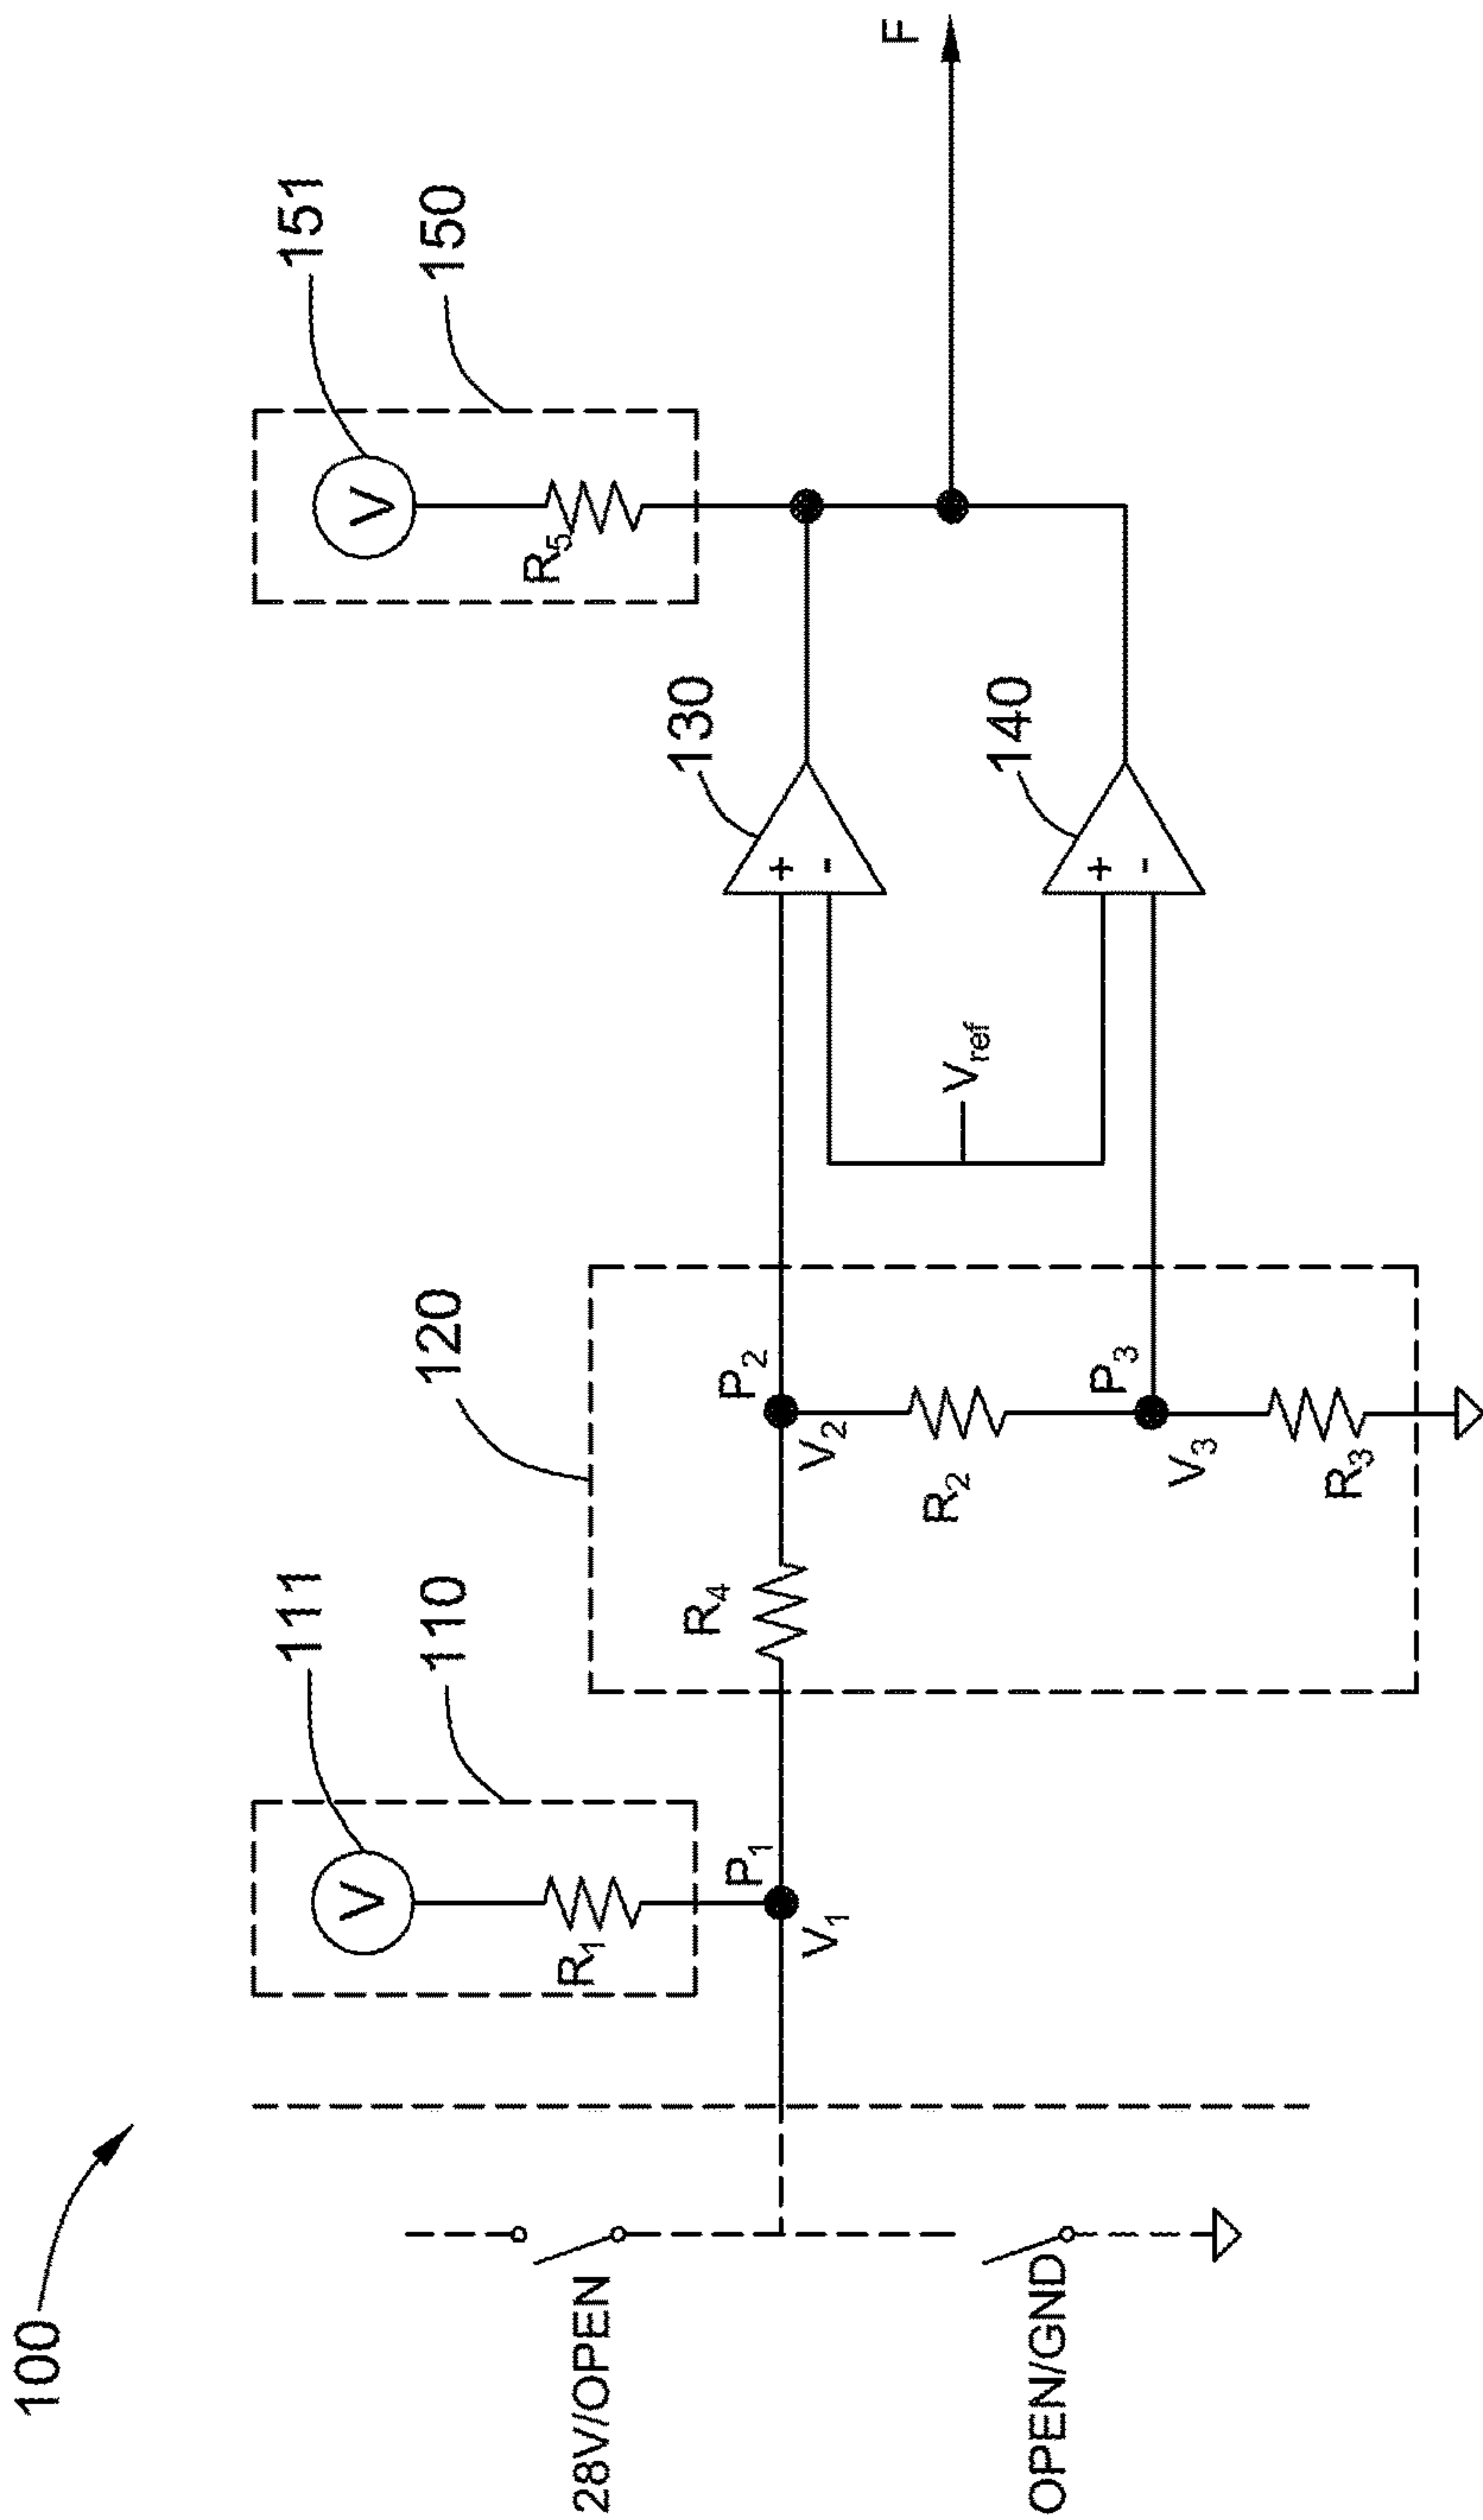 100
111
110
120
151
150
V
R1
P1
V1
R4
P2
V2
R2
P3
V3
R3
Vref
130
+
-
140
+
-
V
R5
F
28V/OPEN
OPEN/GND